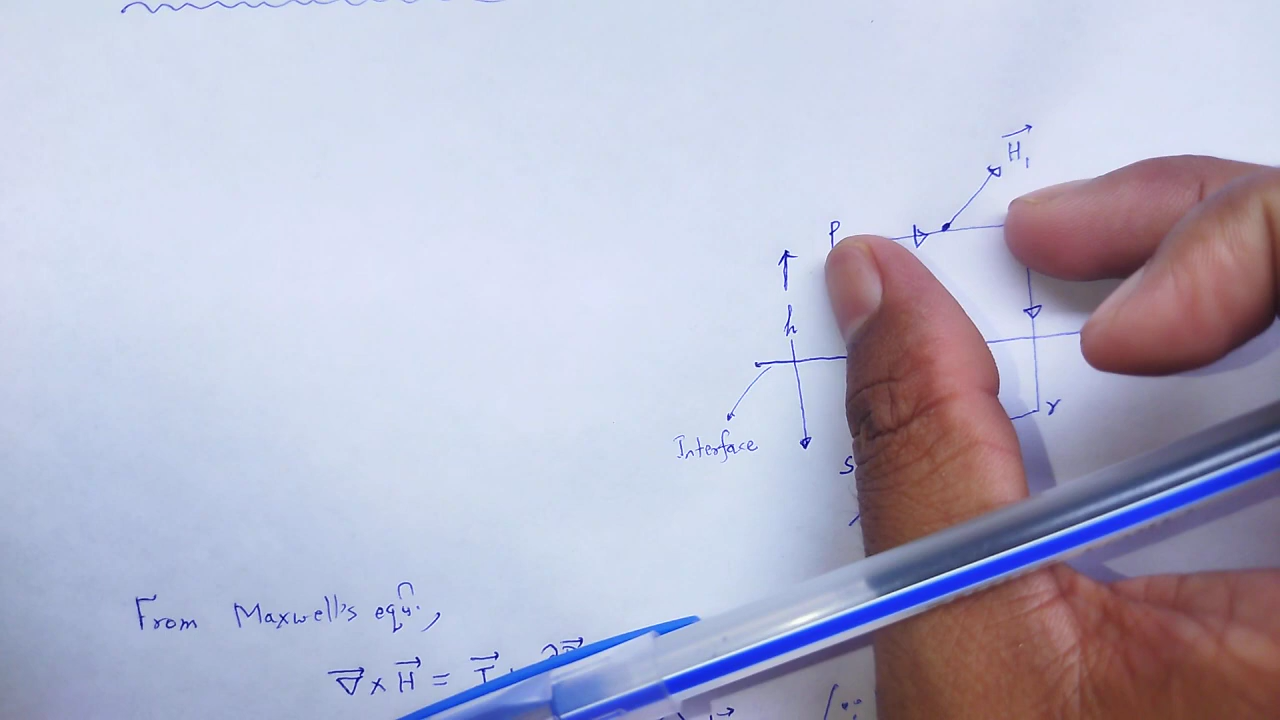 H₁
P
h
r
Interface
S
From Maxwell's eqⁿ.,
∇ × H =